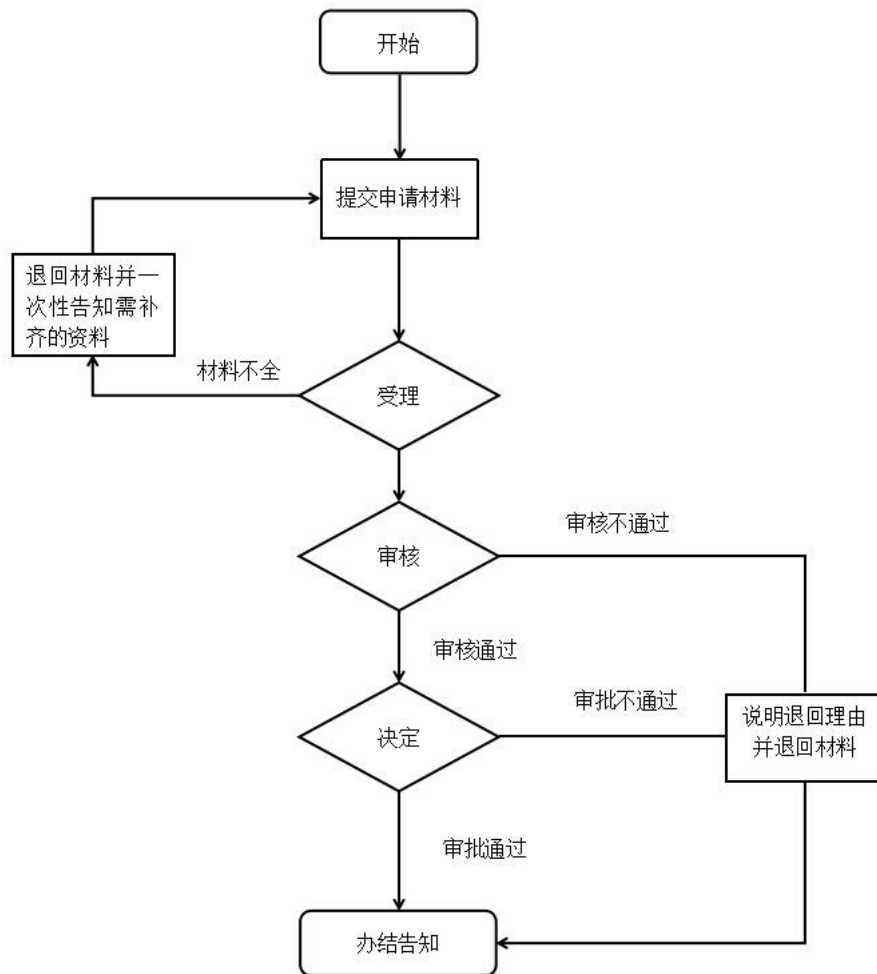 开始
提交申请材料
退回材料并一
次性告知需补
齐的资料
材料不全
受理
审核不通过
审核
审核通过
审批不通过
说明退回理由
并退回材料
决定
审批通过
办结告知